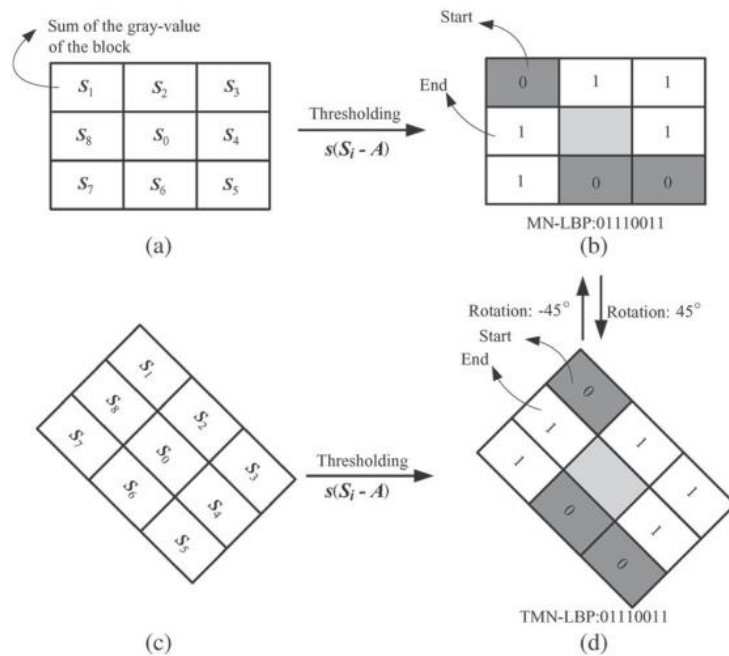 Sum of the gray-value
of the block
S1 S2 S3
S8 S0 S4
S7 S6 S5
(a)
Thresholding
s(Si - A)
Start
End
0 1 1
1 1
1 0 0
MN-LBP:01110011
(b)
Rotation: -45°
Rotation: 45°
S1
S8 S2
S7 S0 S3
S6 S4
S5
(c)
Thresholding
s(Si - A)
Start
End
0
1 1
1 1
0 1
0
TMN-LBP:01110011
(d)